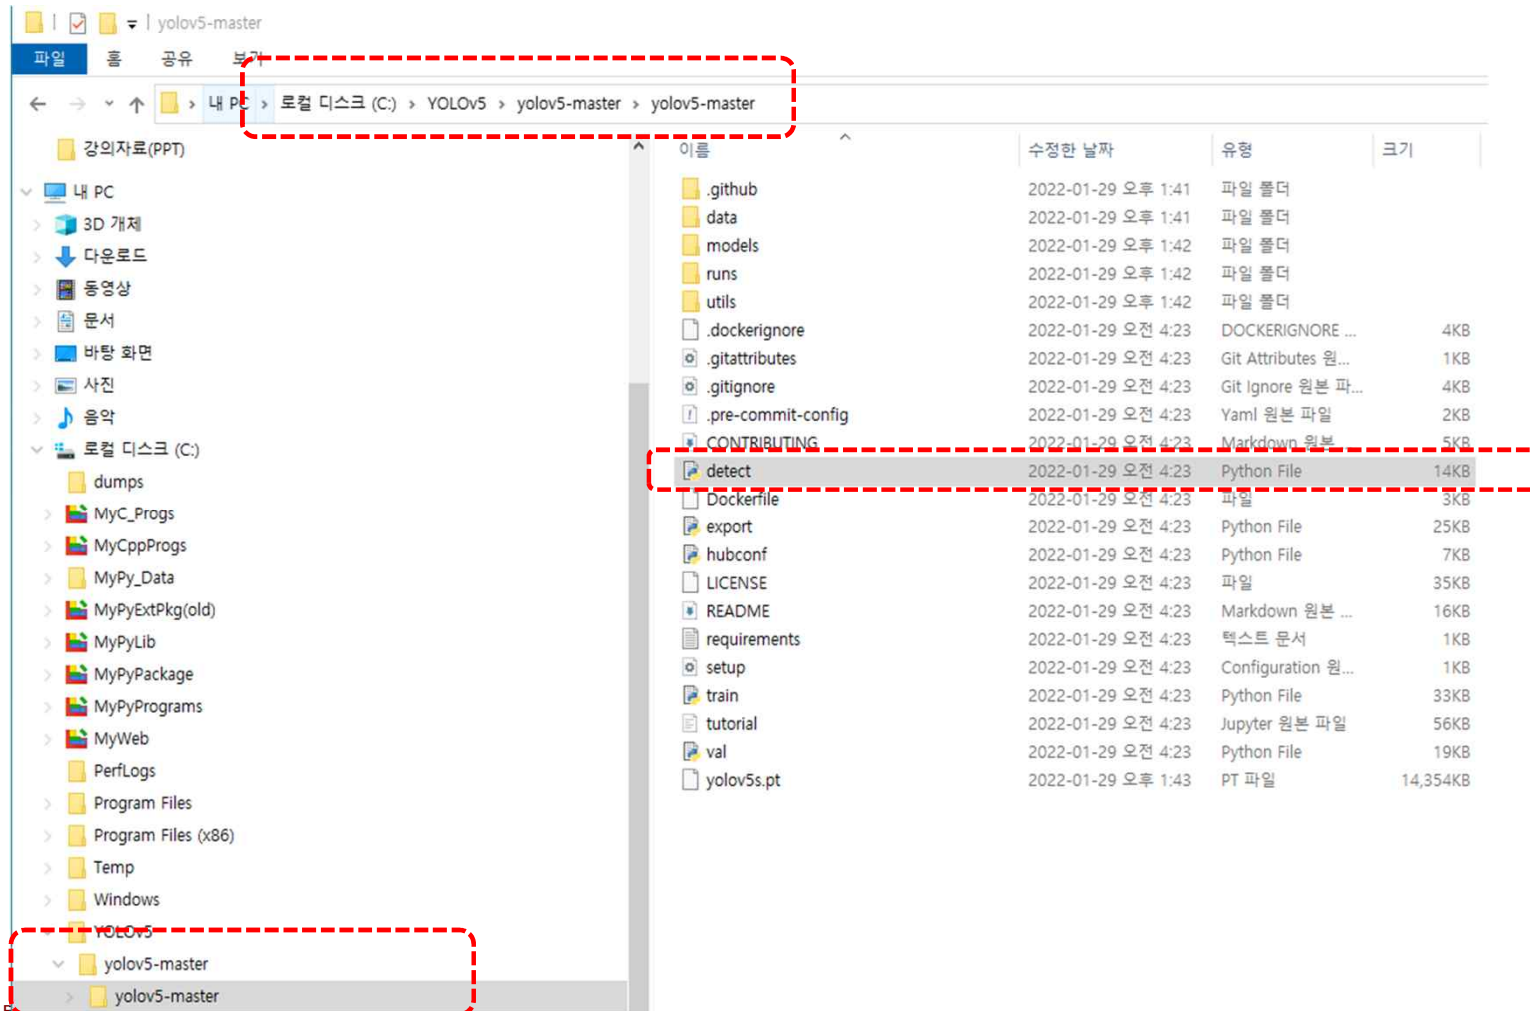 yolov5-master
파일 홈 공유 보기
내 PC › 로컬 디스크 (C:) › YOLOv5 › yolov5-master › yolov5-master
강의자료(PPT)
내 PC
3D 개체
다운로드
동영상
문서
바탕 화면
사진
음악
로컬 디스크 (C:)
dumps
MyC_Progs
MyCppProgs
MyPy_Data
MyPyExtPkg(old)
MyPyLib
MyPyPackage
MyPyPrograms
MyWeb
PerfLogs
Program Files
Program Files (x86)
Temp
Windows
YOLOv5
yolov5-master
yolov5-master
이름 수정한 날짜 유형 크기
.github 2022-01-29 오후 1:41 파일 폴더
data 2022-01-29 오후 1:41 파일 폴더
models 2022-01-29 오후 1:42 파일 폴더
runs 2022-01-29 오후 1:42 파일 폴더
utils 2022-01-29 오후 1:42 파일 폴더
.dockerignore 2022-01-29 오전 4:23 DOCKERIGNORE ... 4KB
.gitattributes 2022-01-29 오전 4:23 Git Attributes 원... 1KB
.gitignore 2022-01-29 오전 4:23 Git Ignore 원본 파... 4KB
.pre-commit-config 2022-01-29 오전 4:23 Yaml 원본 파일 2KB
CONTRIBUTING 2022-01-29 오전 4:23 Markdown 원본 ... 5KB
detect 2022-01-29 오전 4:23 Python File 14KB
Dockerfile 2022-01-29 오전 4:23 파일 3KB
export 2022-01-29 오전 4:23 Python File 25KB
hubconf 2022-01-29 오전 4:23 Python File 7KB
LICENSE 2022-01-29 오전 4:23 파일 35KB
README 2022-01-29 오전 4:23 Markdown 원본 ... 16KB
requirements 2022-01-29 오전 4:23 텍스트 문서 1KB
setup 2022-01-29 오전 4:23 Configuration 원... 1KB
train 2022-01-29 오전 4:23 Python File 33KB
tutorial 2022-01-29 오전 4:23 Jupyter 원본 파일 56KB
val 2022-01-29 오전 4:23 Python File 19KB
yolov5s.pt 2022-01-29 오후 1:43 PT 파일 14,354KB